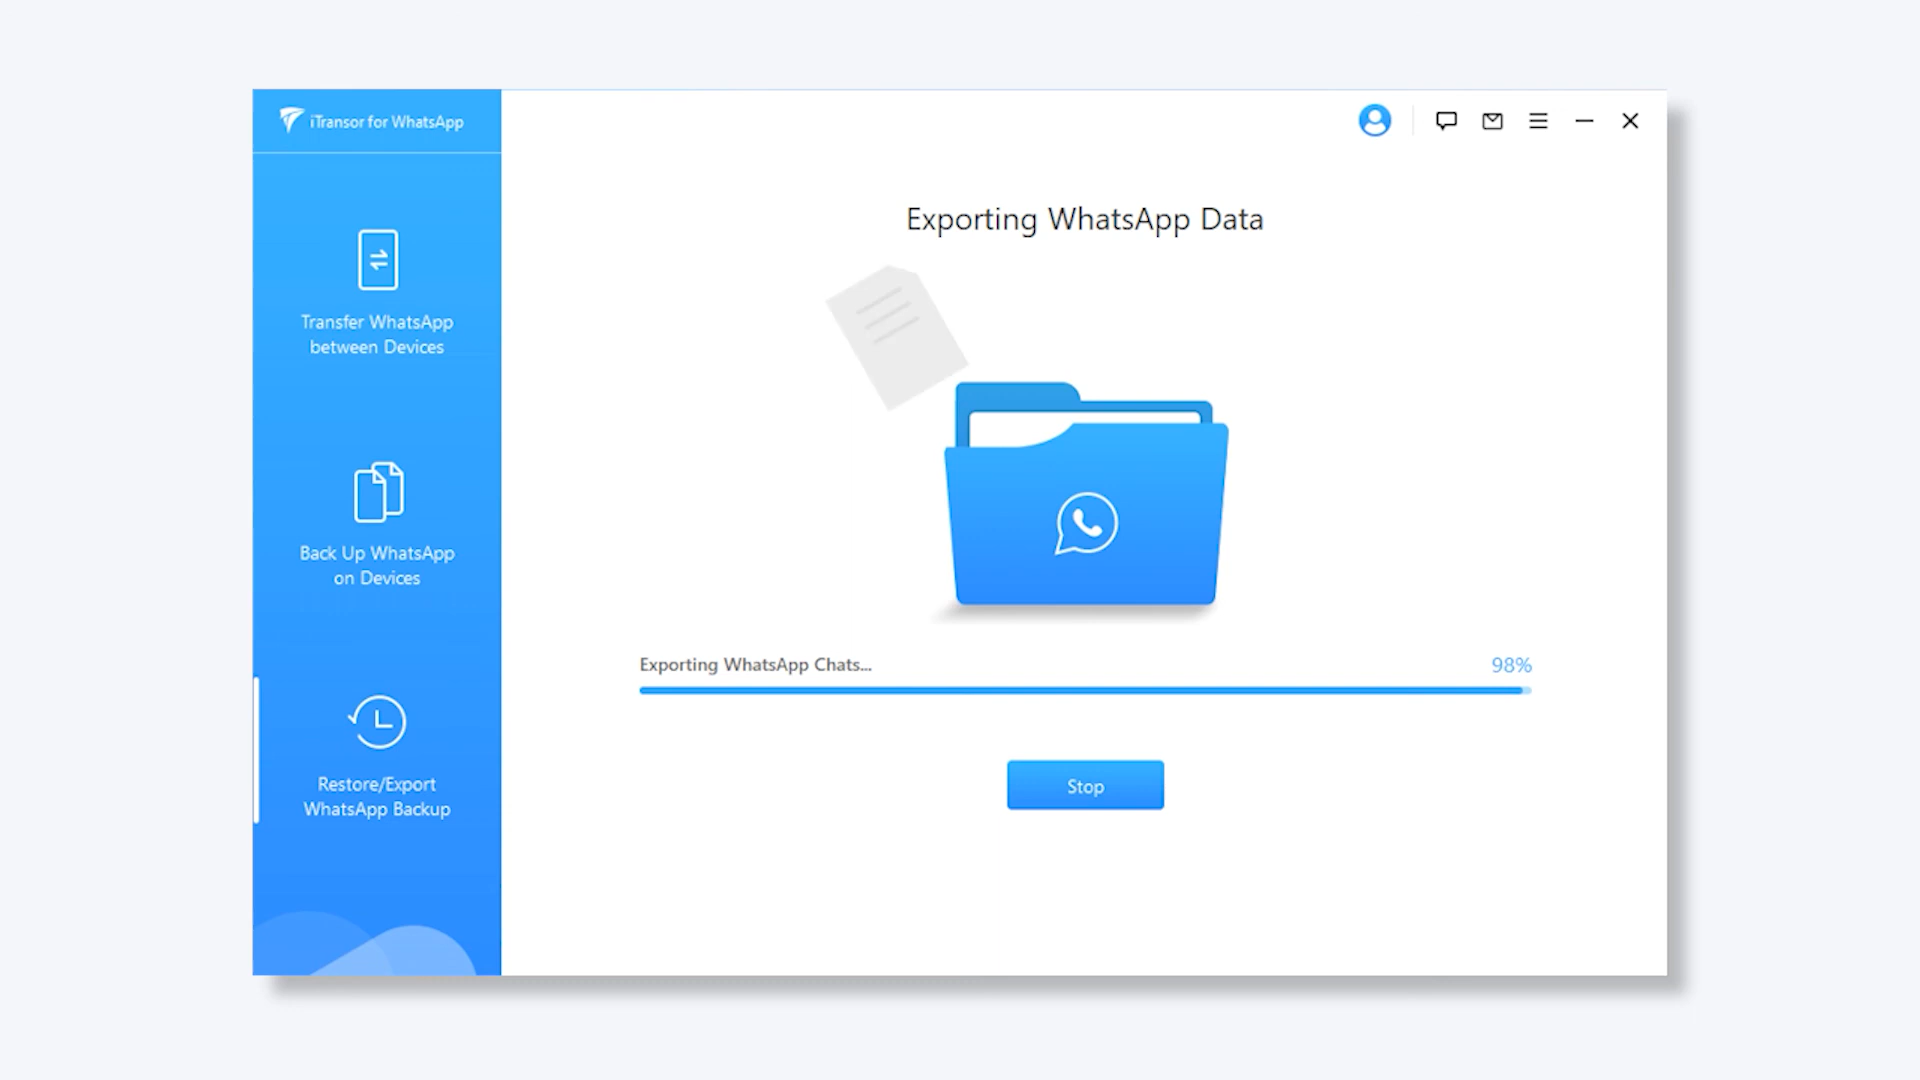 iTransor for WhatsApp
Transfer WhatsApp
between Devices
Back Up WhatsApp
on Devices
Restore/Export
WhatsApp Backup
Exporting WhatsApp Data
Exporting WhatsApp Chats...
98%
Stop